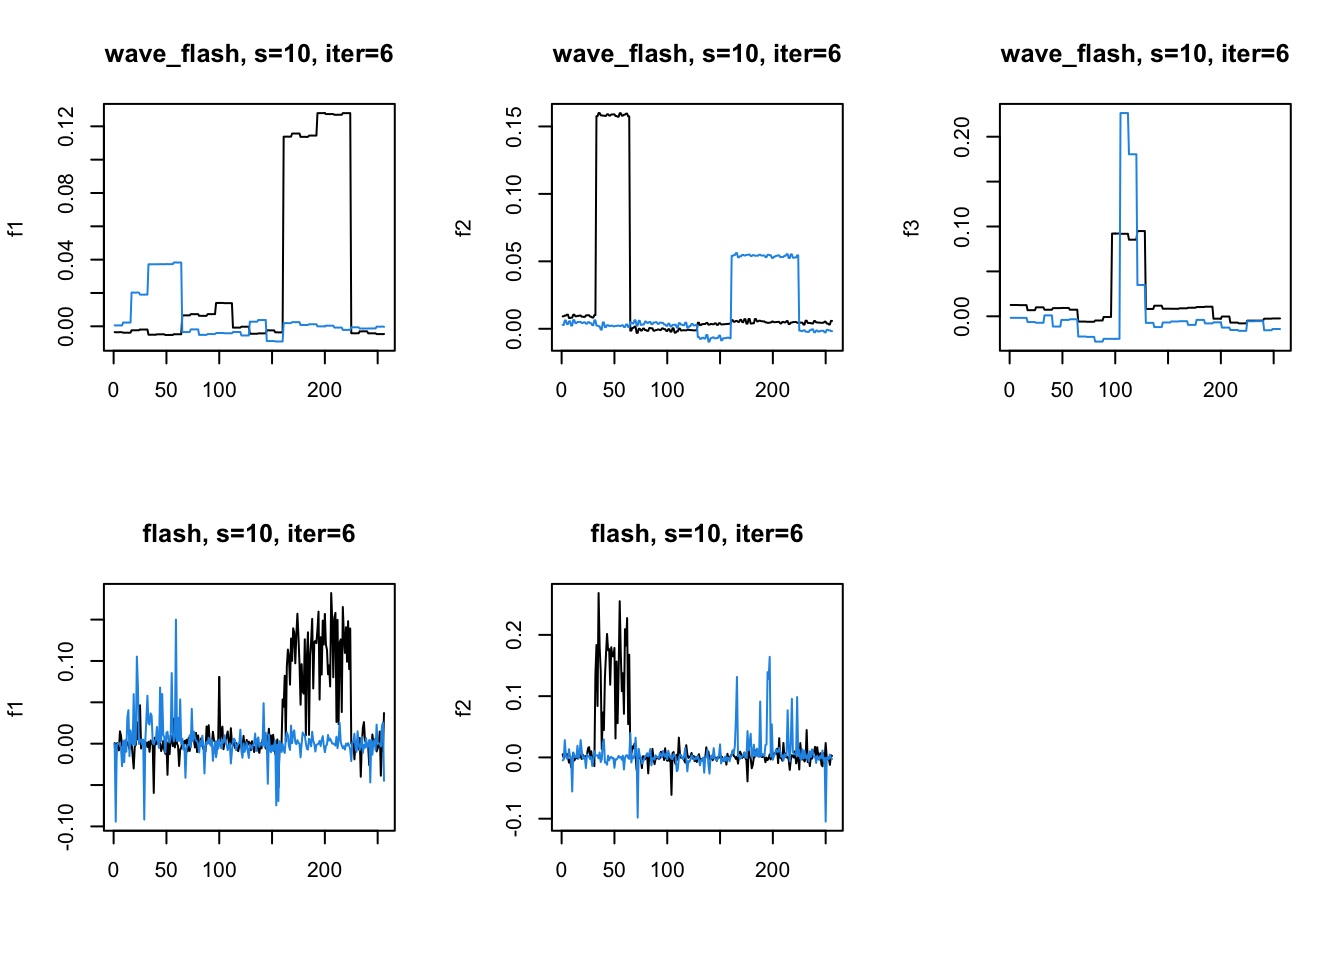 wave_flash, s=10, iter=6
f1
0.00 0.04 0.08 0.12
0 50 100 200
wave_flash, s=10, iter=6
f2
0.00 0.05 0.10 0.15
0 50 100 200
wave_flash, s=10, iter=6
f3
0.00 0.10 0.20
0 50 100 200
flash, s=10, iter=6
f1
-0.10 0.00 0.10
0 50 100 200
flash, s=10, iter=6
f2
-0.1 0.0 0.1 0.2
0 50 100 200